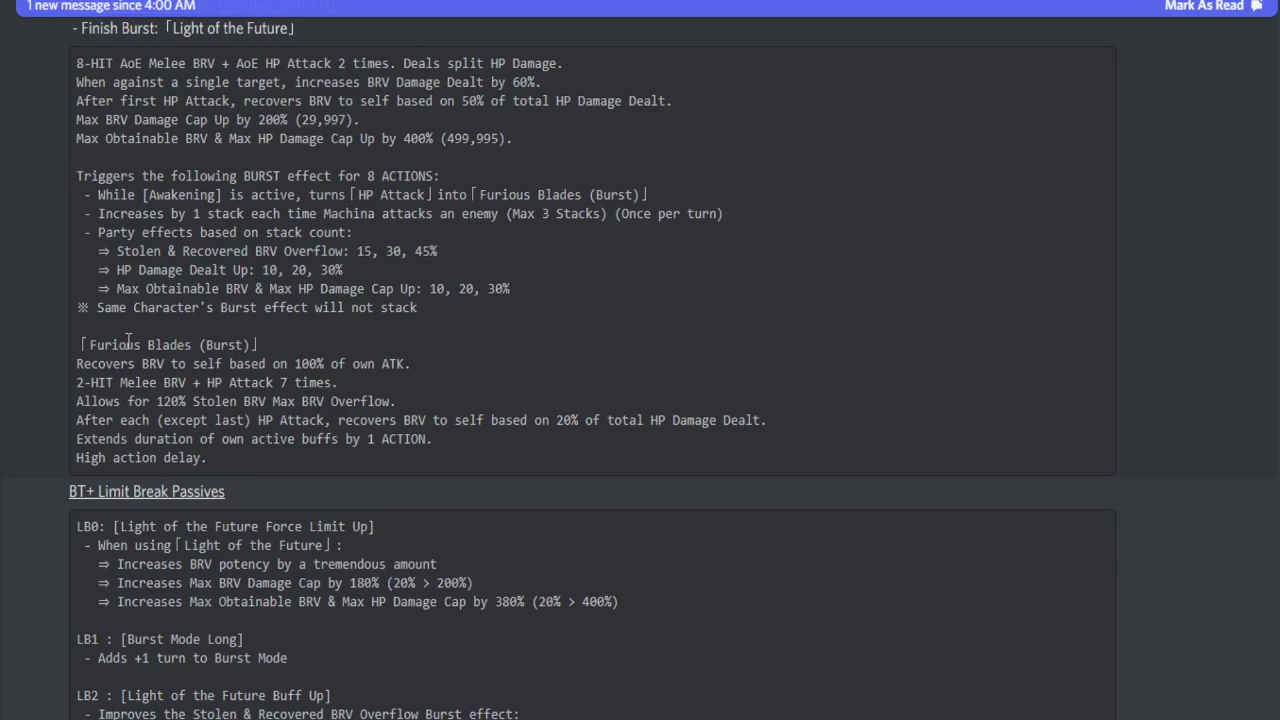 1 new message since 4:00 AM
Mark As Read
- Finish Burst:「Light of the Future」
8-HIT AoE Melee BRV + AoE HP Attack 2 times. Deals split HP Damage.
When against a single target, increases BRV Damage Dealt by 60%.
After first HP Attack, recovers BRV to self based on 50% of total HP Damage Dealt.
Max BRV Damage Cap Up by 200% (29,997).
Max Obtainable BRV & Max HP Damage Cap Up by 400% (499,995).
Triggers the following BURST effect for 8 ACTIONS:
- While [Awakening] is active, turns「HP Attack」into「Furious Blades (Burst)」
- Increases by 1 stack each time Machina attacks an enemy (Max 3 Stacks) (Once per turn)
- Party effects based on stack count:
⇒ Stolen & Recovered BRV Overflow: 15, 30, 45%
⇒ HP Damage Dealt Up: 10, 20, 30%
⇒ Max Obtainable BRV & Max HP Damage Cap Up: 10, 20, 30%
※ Same Character's Burst effect will not stack
「Furious Blades (Burst)」
Recovers BRV to self based on 100% of own ATK.
2-HIT Melee BRV + HP Attack 7 times.
Allows for 120% Stolen BRV Max BRV Overflow.
After each (except last) HP Attack, recovers BRV to self based on 20% of total HP Damage Dealt.
Extends duration of own active buffs by 1 ACTION.
High action delay.
BT+ Limit Break Passives
LB0: [Light of the Future Force Limit Up]
- When using「Light of the Future」:
⇒ Increases BRV potency by a tremendous amount
⇒ Increases Max BRV Damage Cap by 180% (20% > 200%)
⇒ Increases Max Obtainable BRV & Max HP Damage Cap by 380% (20% > 400%)
LB1 : [Burst Mode Long]
- Adds +1 turn to Burst Mode
LB2 : [Light of the Future Buff Up]
- Improves the Stolen & Recovered BRV Overflow Burst effect: